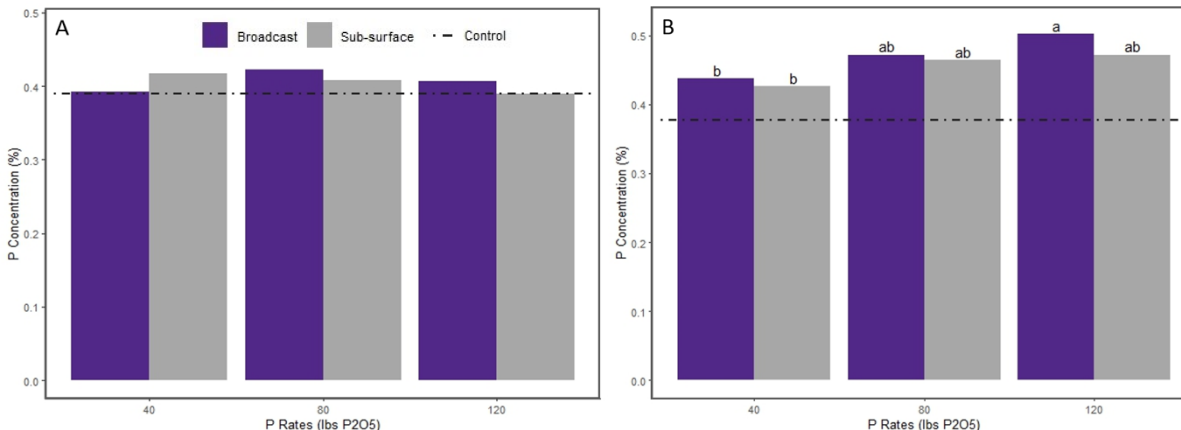 A
Broadcast
Sub-surface
Control
0.5
0.4
0.3
0.2
0.1
0.0
P Concentration (%)
40
80
120
P Rates (lbs P2O5)
B
0.5
0.4
0.3
0.2
0.1
0.0
P Concentration (%)
b
b
ab
ab
a
ab
40
80
120
P Rates (lbs P2O5)